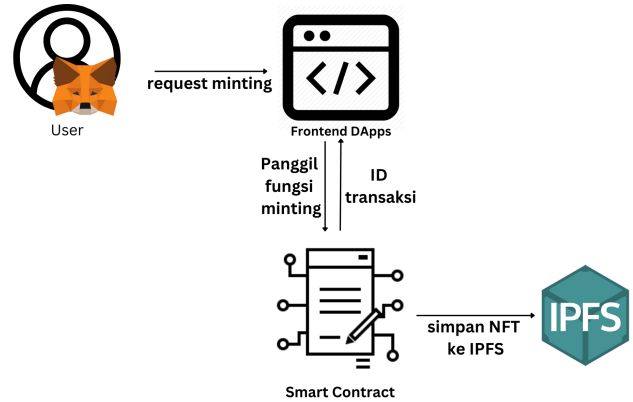 request minting
User
Frontend DApps
Panggil
fungsi
minting
ID
transaksi
simpan NFT
ke IPFS
IPFS
Smart Contract